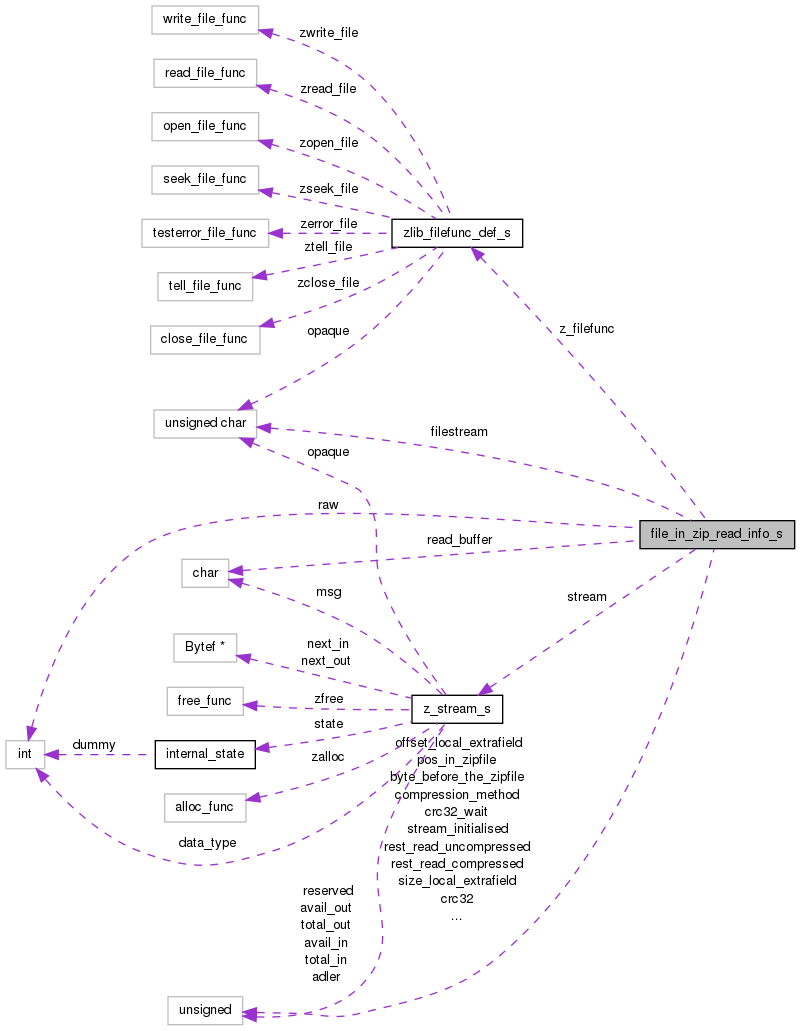 write_file_func
zwrite_file
read_file_func
zread_file
open_file_func
zopen_file
seek_file_func
zseek_file
testerror_file_func
zerror_file
zlib_filefunc_def_s
ztell_file
tell_file_func
zclose_file
close_file_func
opaque
z_filefunc
unsigned char
filestream
opaque
raw
file_in_zip_read_info_s
read_buffer
char
msg
stream
Bytef *
next_in
next_out
free_func
zfree
z_stream_s
state
int
dummy
internal_state
zalloc
alloc_func
data_type
offset_local_extrafield
pos_in_zipfile
byte_before_the_zipfile
compression_method
crc32_wait
stream_initialised
rest_read_uncompressed
rest_read_compressed
size_local_extrafield
crc32
...
reserved
avail_out
total_out
avail_in
total_in
adler
unsigned